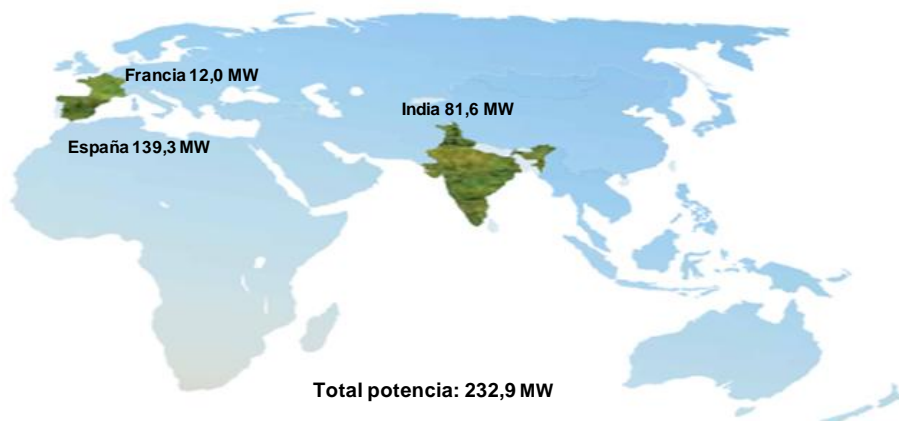 Francia 12,0 MW
India 81,6 MW
España 139,3 MW
Total potencia: 232,9 MW